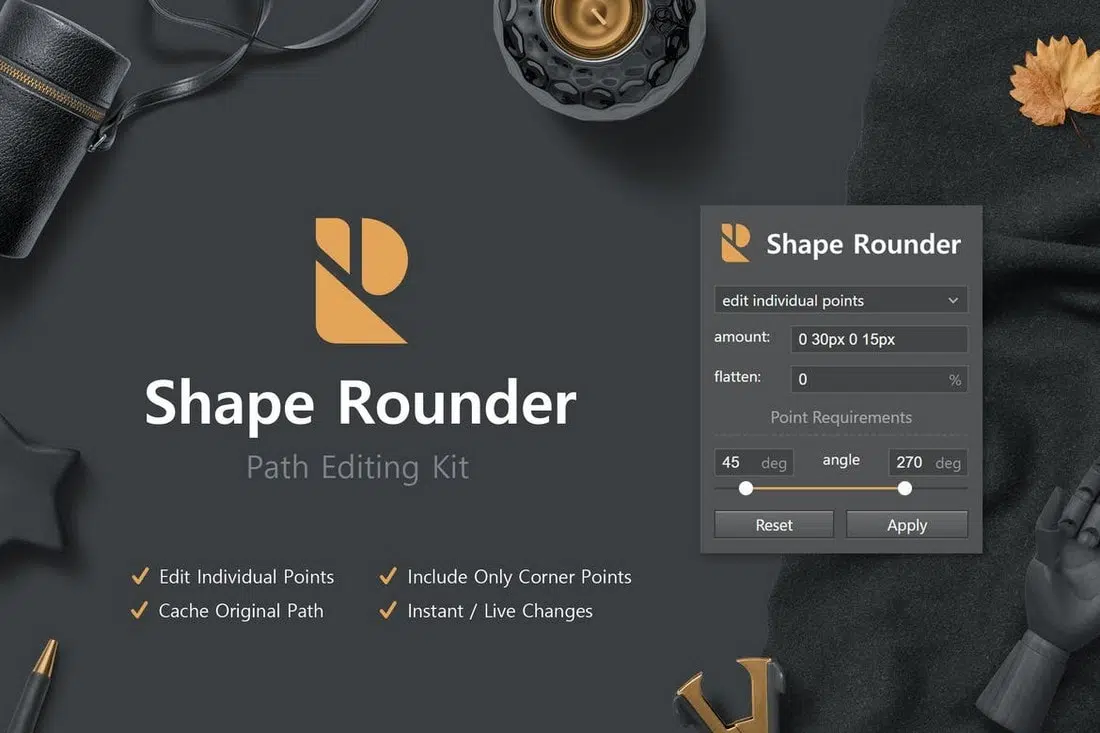 Shape Rounder
Path Editing Kit
Edit Individual Points
Include Only Corner Points
Cache Original Path
Instant / Live Changes
Shape Rounder
edit individual points
amount: 0 30px 0 15px
flatten: 0 %
Point Requirements
45 deg angle 270 deg
Reset Apply